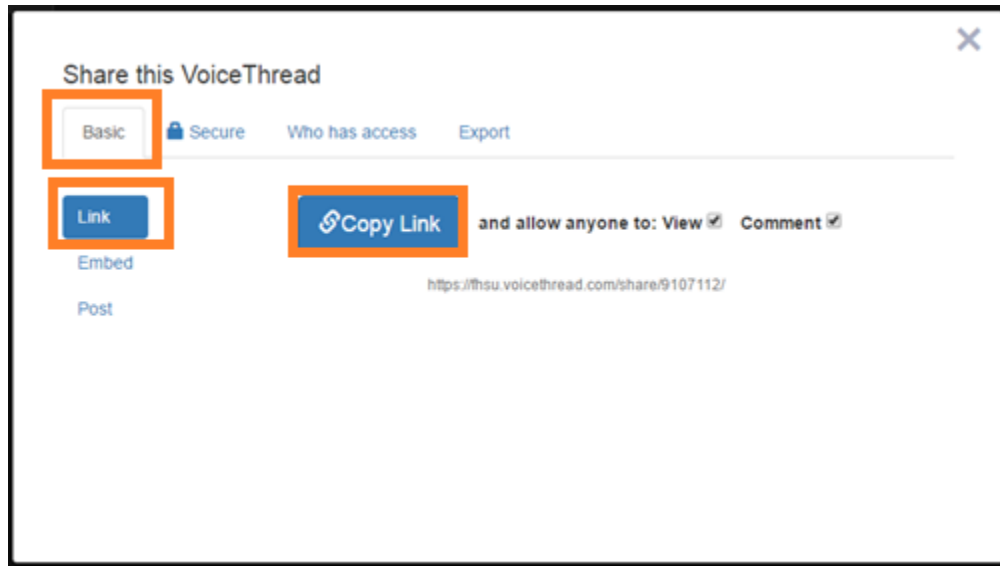 Share this VoiceThread
Basic Secure Who has access Export
Link Copy Link and allow anyone to: View Comment
Embed
https://fhsu.voicethread.com/share/9107112/
Post